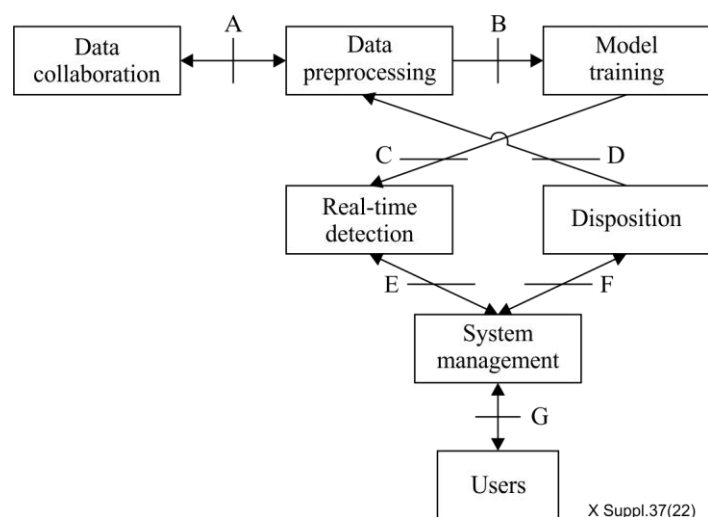 A
B
Data
collaboration
Data
preprocessing
Model
training
C
D
Real-time
detection
Disposition
E
F
System
management
G
Users
X Suppl.37(22)